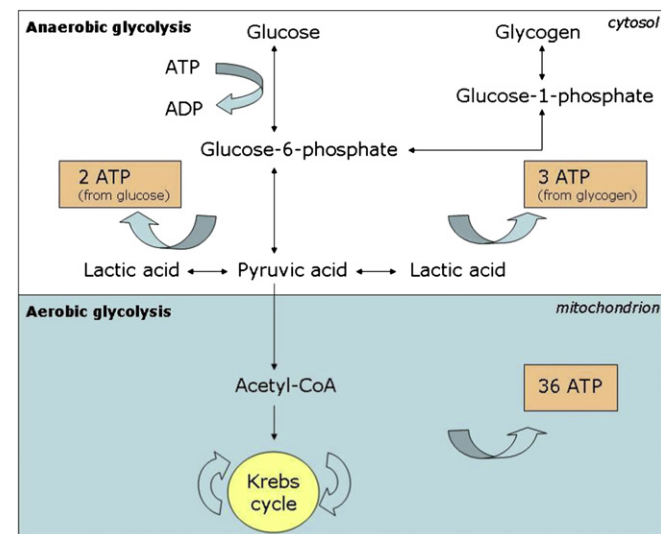 Anaerobic glycolysis
cytosol
Glucose
Glycogen
ATP
ADP
Glucose-1-phosphate
Glucose-6-phosphate
2 ATP
(from glucose)
3 ATP
(from glycogen)
Lactic acid
Pyruvic acid
Lactic acid
Aerobic glycolysis
mitochondrion
Acetyl-CoA
36 ATP
Krebs
cycle